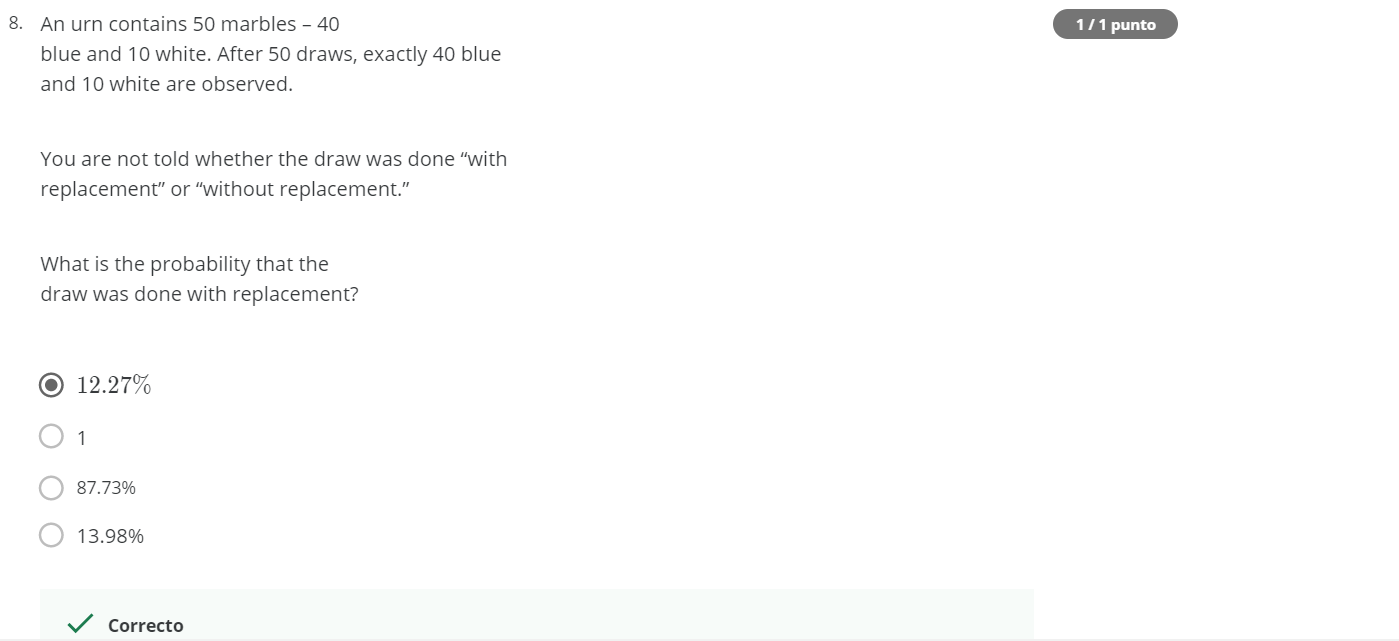 8. An urn contains 50 marbles – 40
1 / 1 punto
blue and 10 white. After 50 draws, exactly 40 blue
and 10 white are observed.
You are not told whether the draw was done “with
replacement” or “without replacement.”
What is the probability that the
draw was done with replacement?
12.27%
1
87.73%
13.98%
Correcto